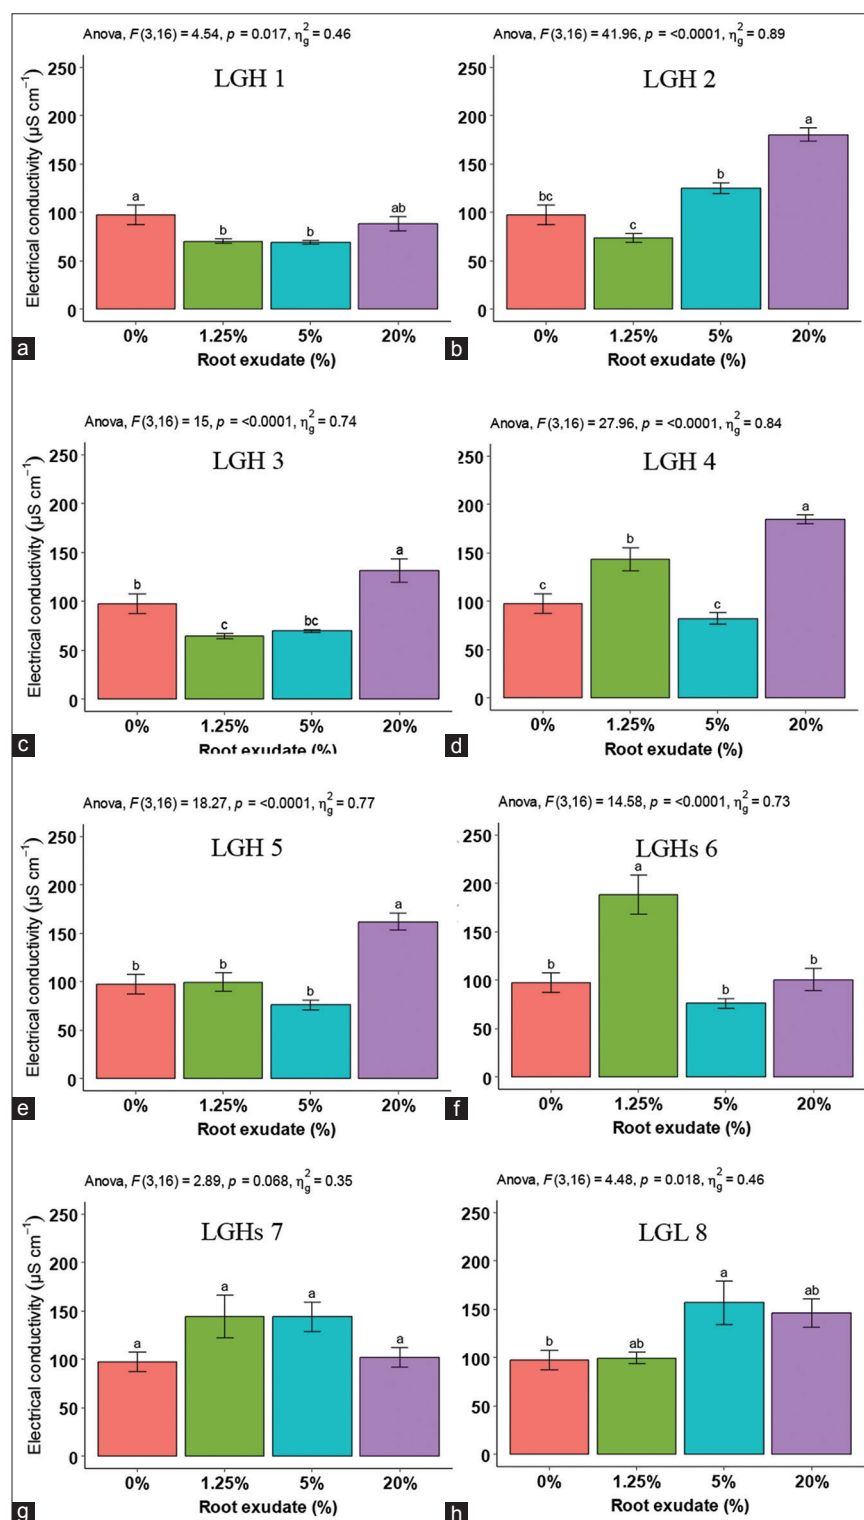 Anova, F(3,16) = 4.54, p = 0.017, η²g = 0.46
LGH 1
Electrical conductivity (µS cm⁻¹)
250
200
150
100
50
0
a
b
b
ab
0%
1.25%
5%
20%
Root exudate (%)
a
Anova, F(3,16) = 41.96, p = <0.0001, η²g = 0.89
LGH 2
250
200
150
100
50
0
bc
c
b
a
0%
1.25%
5%
20%
Root exudate (%)
b
Anova, F(3,16) = 15, p = <0.0001, η²g = 0.74
LGH 3
Electrical conductivity (µS cm⁻¹)
250
200
150
100
50
0
b
c
bc
a
0%
1.25%
5%
20%
Root exudate (%)
c
Anova, F(3,16) = 27.96, p = <0.0001, η²g = 0.84
LGH 4
250
200
150
100
50
0
c
b
c
a
0%
1.25%
5%
20%
Root exudate (%)
d
Anova, F(3,16) = 18.27, p = <0.0001, η²g = 0.77
LGH 5
Electrical conductivity (µS cm⁻¹)
250
200
150
100
50
0
b
b
b
a
0%
1.25%
5%
20%
Root exudate (%)
e
Anova, F(3,16) = 14.58, p = <0.0001, η²g = 0.73
LGHs 6
250
200
150
100
50
0
b
a
b
b
0%
1.25%
5%
20%
Root exudate (%)
f
Anova, F(3,16) = 2.89, p = 0.068, η²g = 0.35
LGHs 7
Electrical conductivity (µS cm⁻¹)
250
200
150
100
50
0
a
a
a
a
0%
1.25%
5%
20%
Root exudate (%)
g
Anova, F(3,16) = 4.48, p = 0.018, η²g = 0.46
LGL 8
250
200
150
100
50
0
b
ab
a
ab
0%
1.25%
5%
20%
Root exudate (%)
h